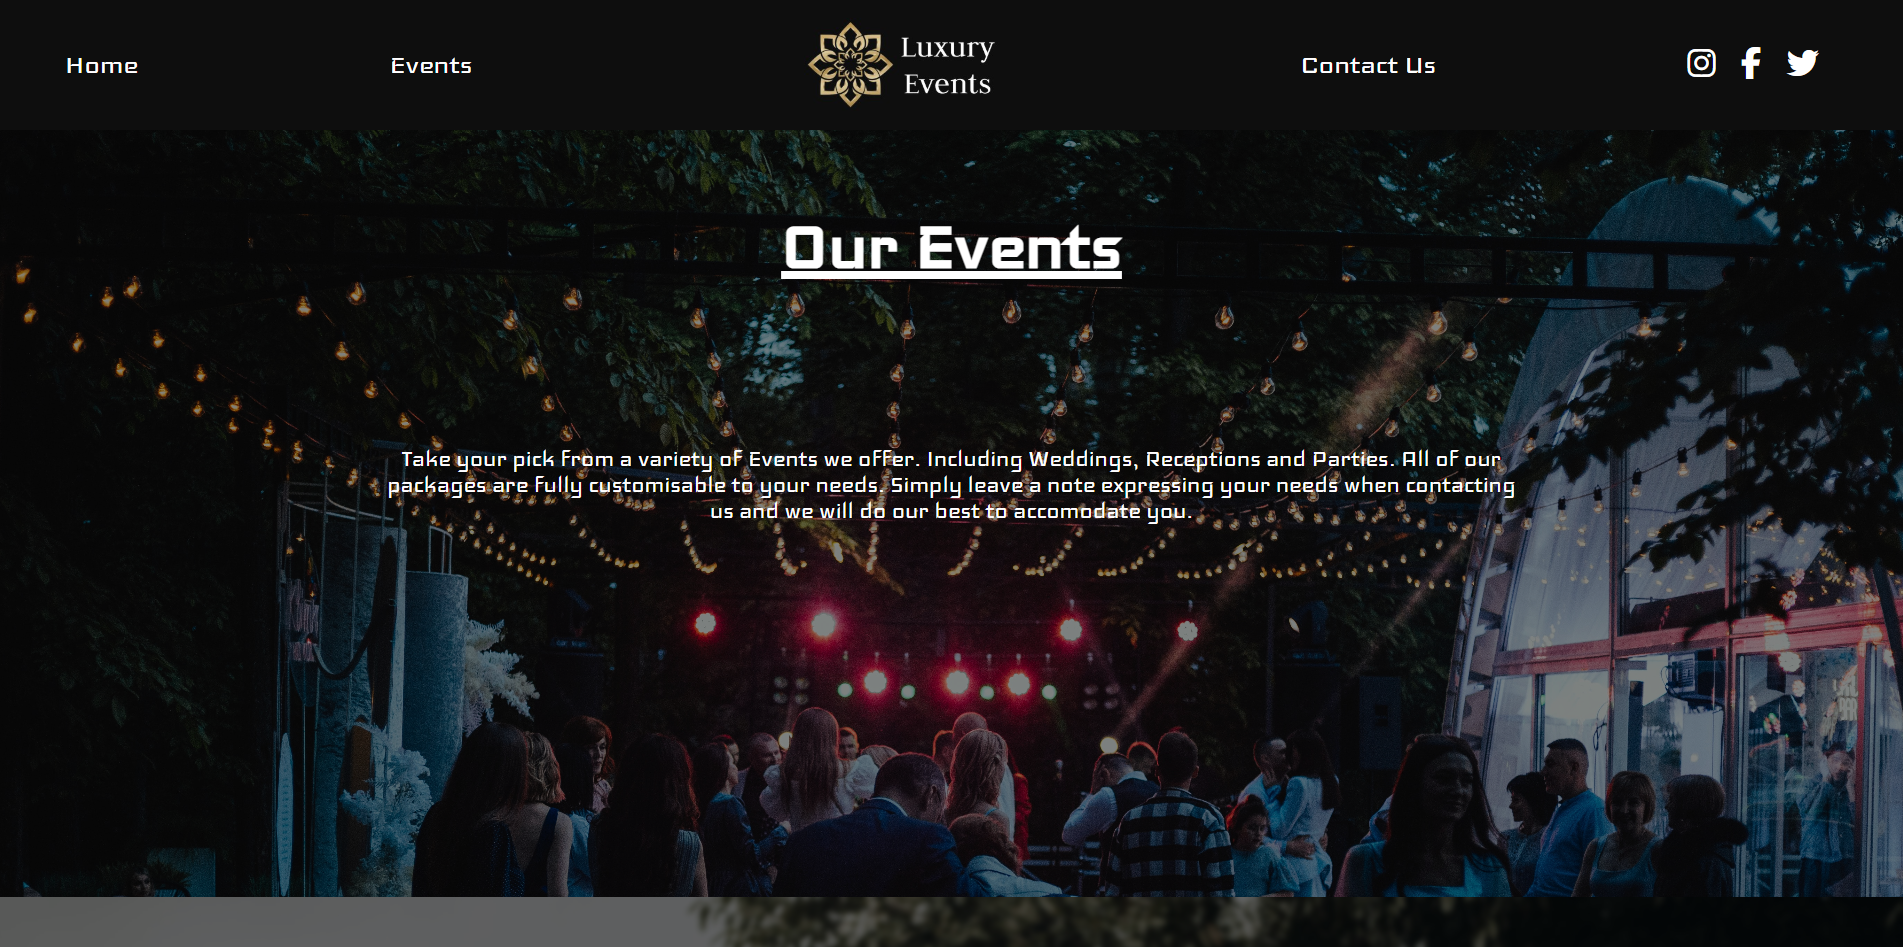 Home
Events
Luxury
Events
Contact Us
Our Events
Take your pick from a variety of Events we offer. Including Weddings, Receptions and Parties. All of our
packages are fully customisable to your needs. Simply leave a note expressing your needs when contacting
us and we will do our best to accomodate you.